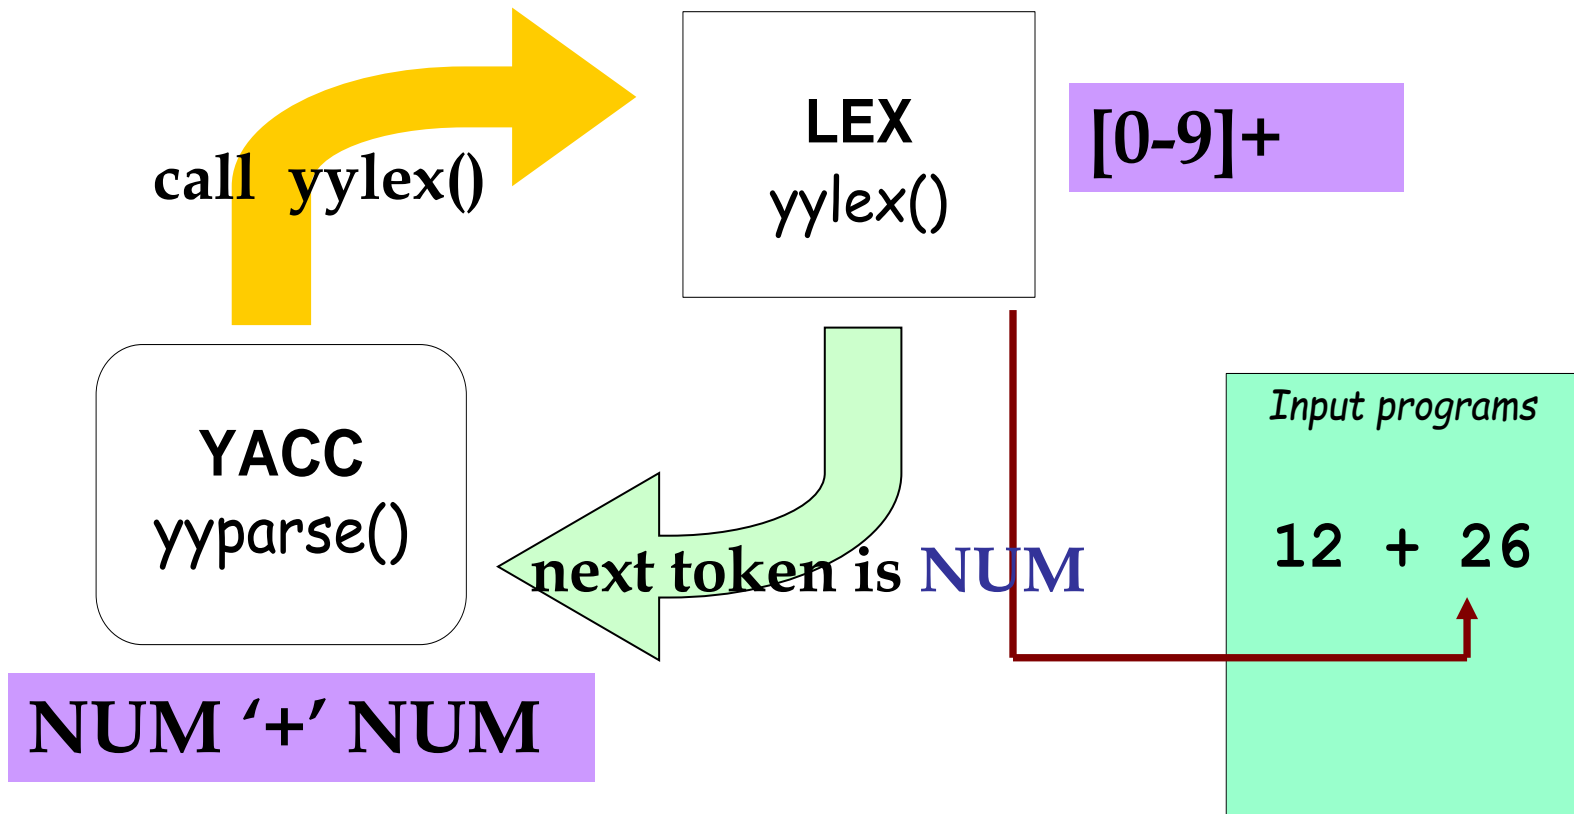 LEX
yylex()
[0-9]+
call yylex()
YACC
yyparse()
next token is NUM
Input programs
12 + 26
NUM ‘+’ NUM